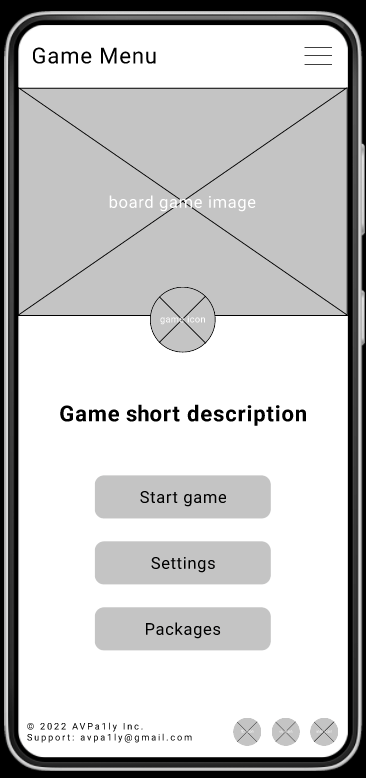 Game Menu
board game image
game icon
Game short description
Start game
Settings
Packages
© 2022 AVPa1ly Inc.
Support: avpa1ly@gmail.com